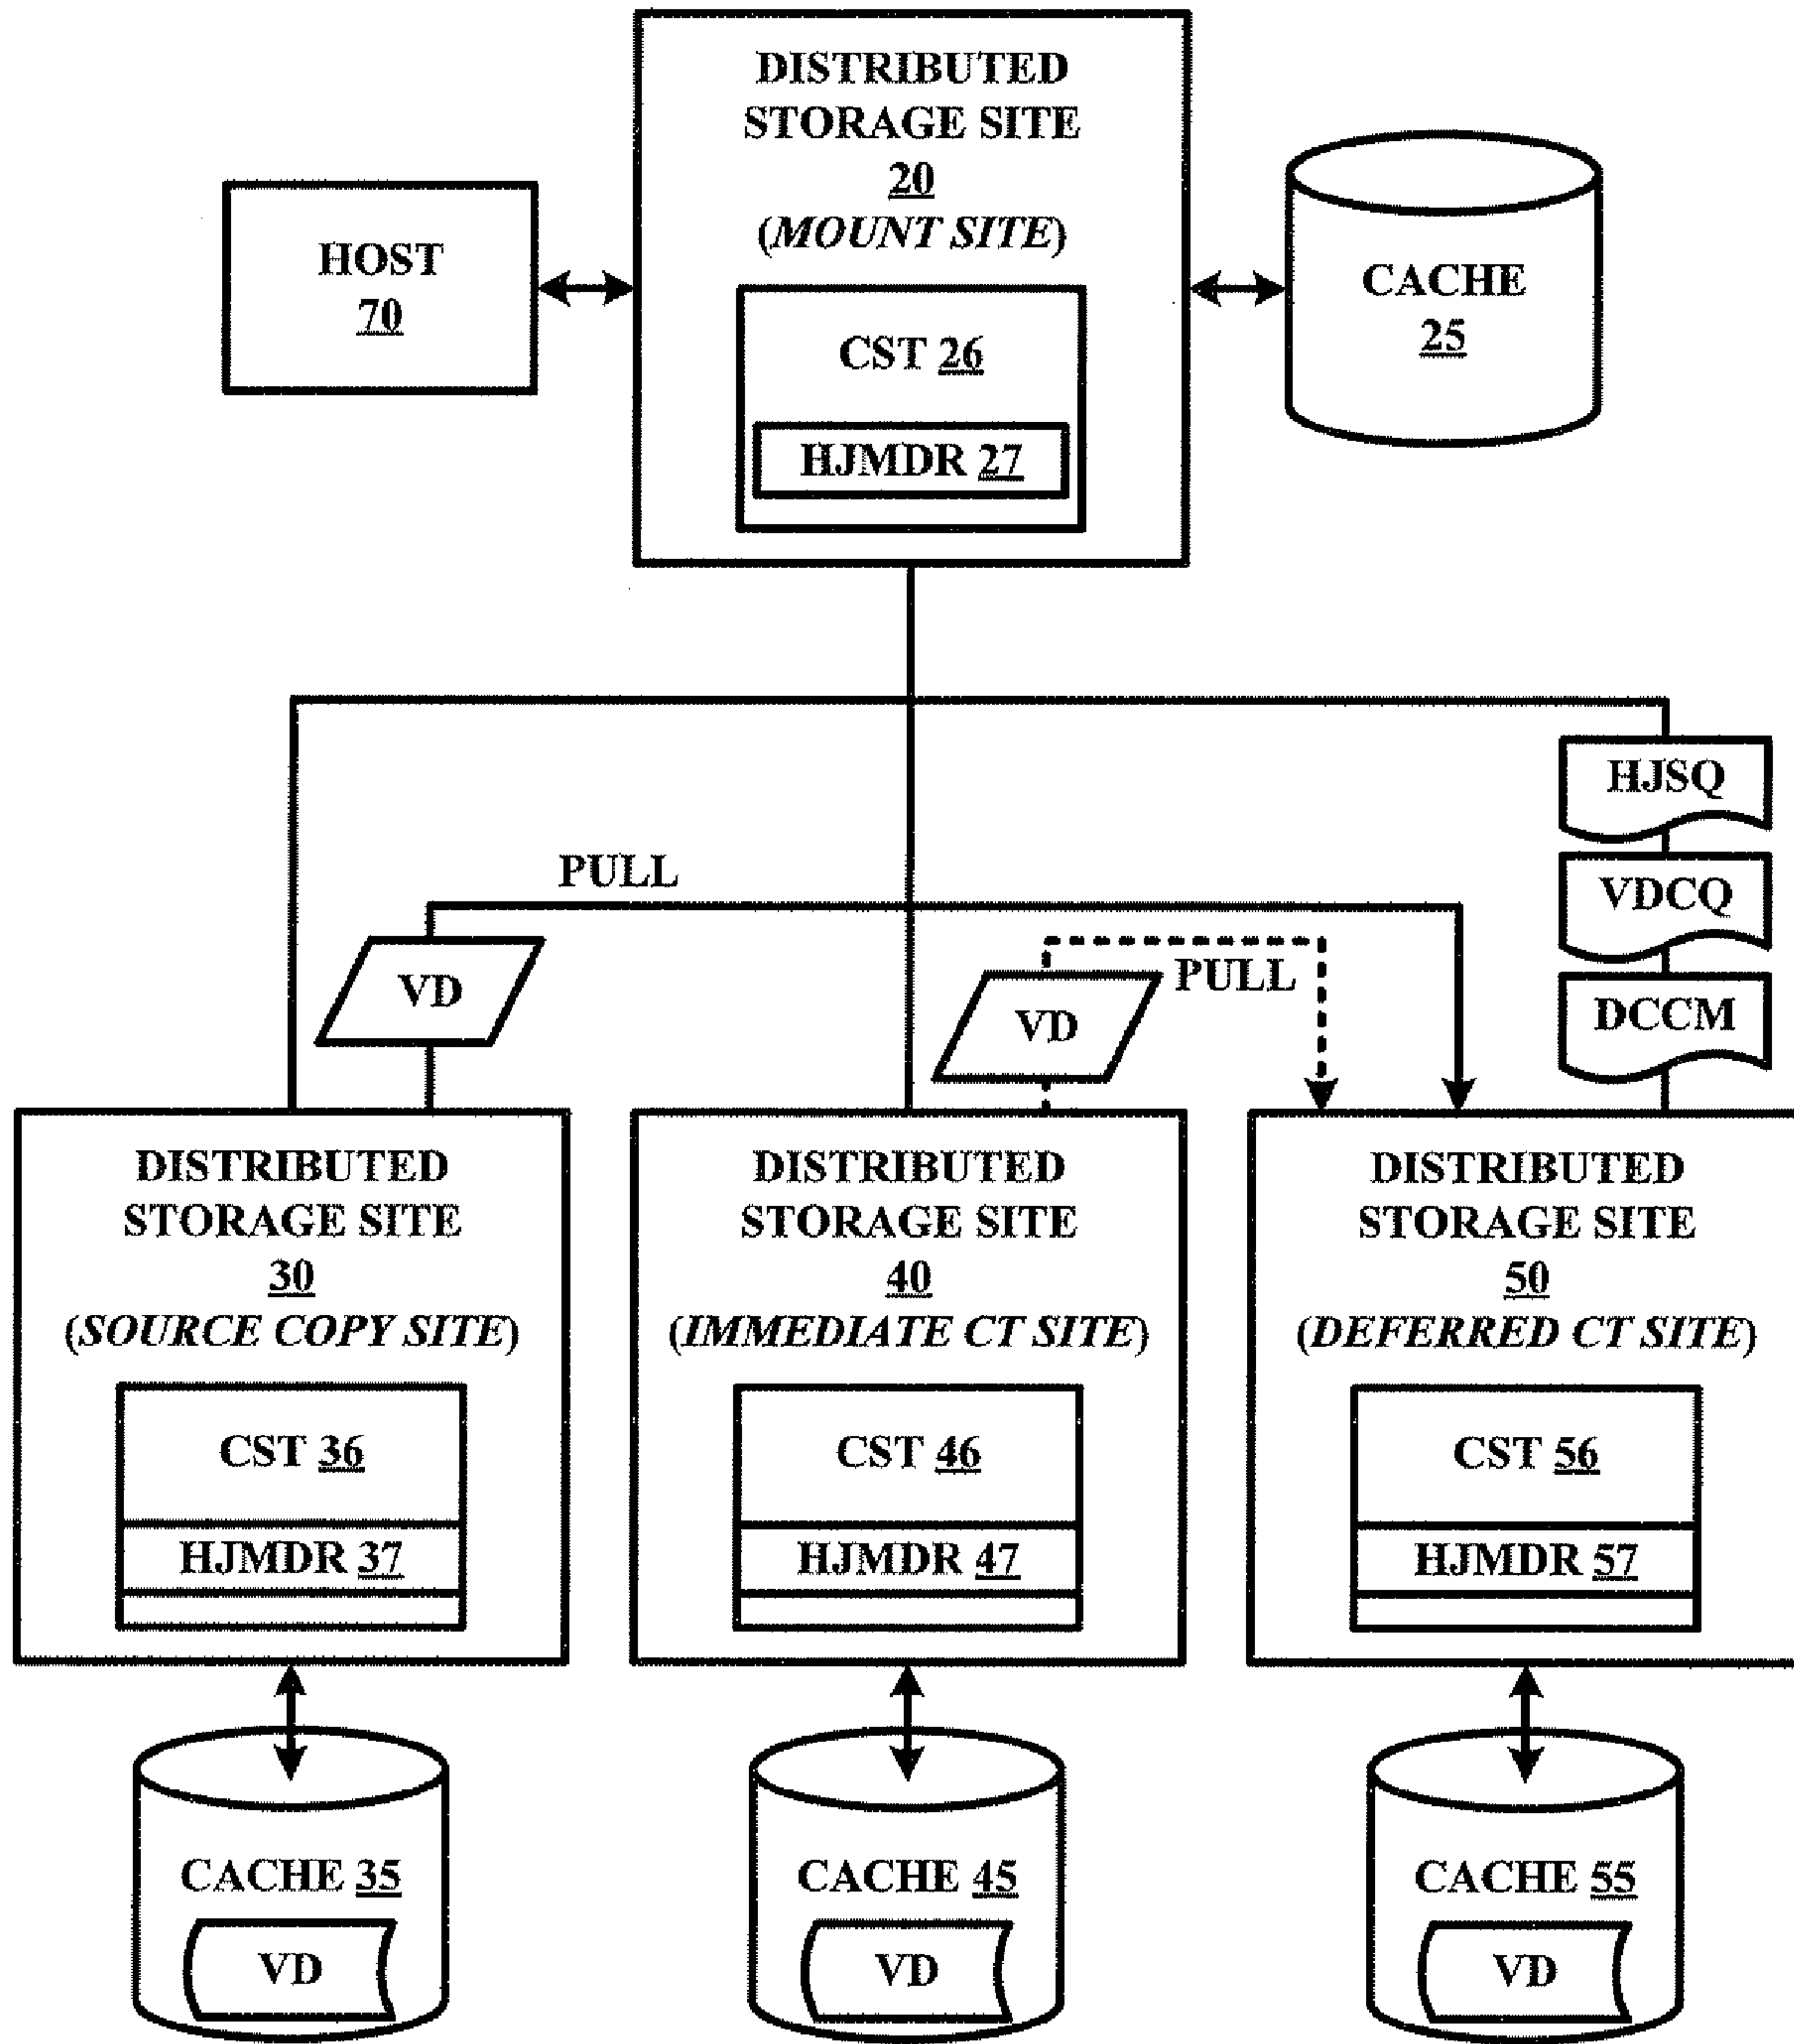 DISTRIBUTED
STORAGE SITE
20
(MOUNT SITE)
HOST
70
CACHE
25
CST 26
HJMDR 27
HJSQ
VDCQ
DCCM
PULL
VD
PULL
VD
DISTRIBUTED
STORAGE SITE
30
(SOURCE COPY SITE)
CST 36
HJMDR 37
DISTRIBUTED
STORAGE SITE
40
(IMMEDIATE CT SITE)
CST 46
HJMDR 47
DISTRIBUTED
STORAGE SITE
50
(DEFERRED CT SITE)
CST 56
HJMDR 57
CACHE 35
VD
CACHE 45
VD
CACHE 55
VD